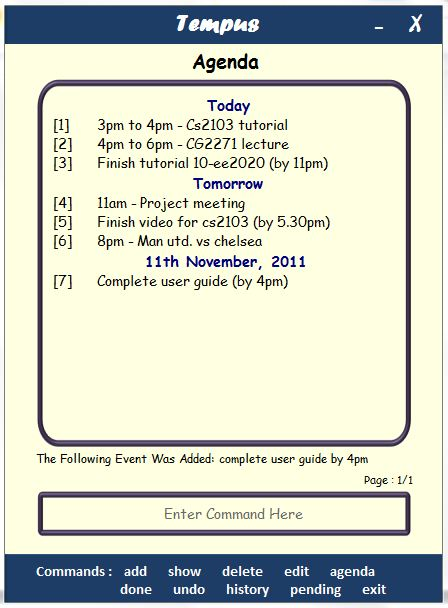 Tempus
– X
Agenda
Today
[1] 3pm to 4pm - Cs2103 tutorial
[2] 4pm to 6pm - CG2271 lecture
[3] Finish tutorial 10-ee2020 (by 11pm)
Tomorrow
[4] 11am - Project meeting
[5] Finish video for cs2103 (by 5.30pm)
[6] 8pm - Man utd. vs chelsea
11th November, 2011
[7] Complete user guide (by 4pm)
The Following Event Was Added: complete user guide by 4pm
Page : 1/1
Enter Command Here
Commands : add show delete edit agenda
done undo history pending exit